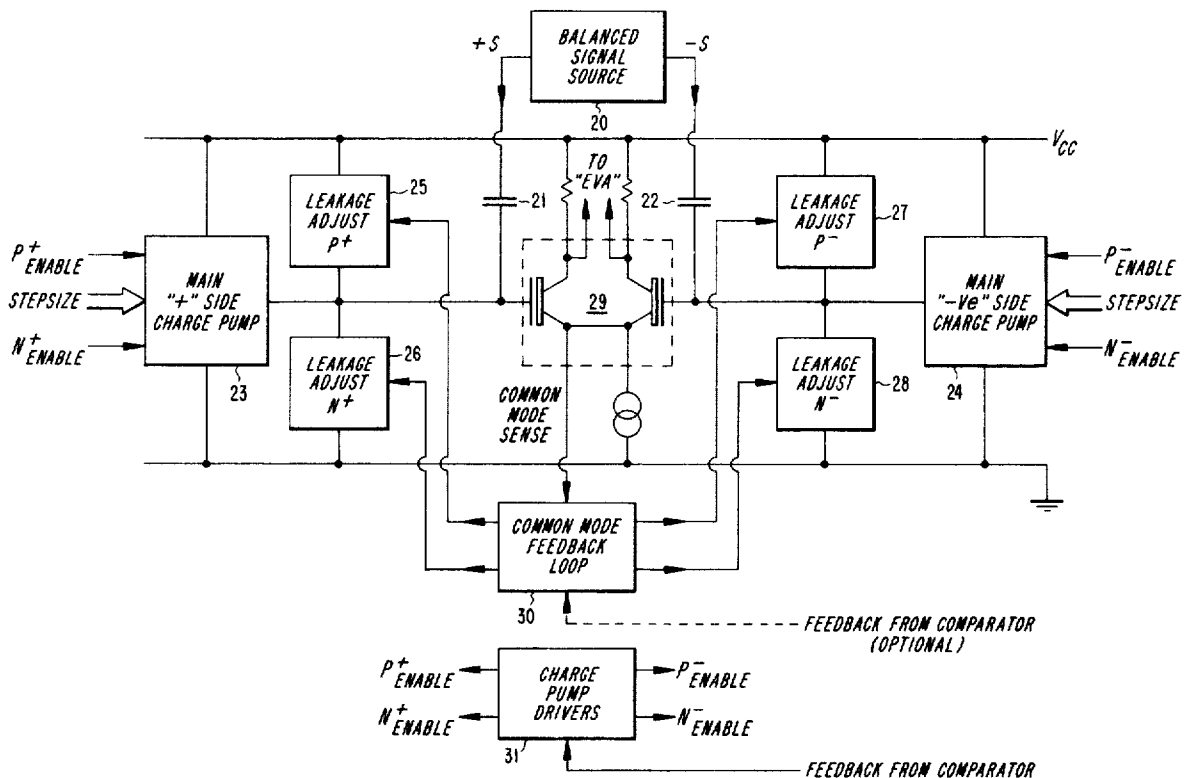 BALANCED
SIGNAL
SOURCE
+S
-S
20
VCC
TO
"EVA"
25
LEAKAGE
ADJUST
P+
21
22
LEAKAGE
ADJUST
P-
27
P+ENABLE
STEPSIZE
N+ENABLE
MAIN
"+" SIDE
CHARGE PUMP
23
29
MAIN
"-Ve" SIDE
CHARGE PUMP
24
P-ENABLE
STEPSIZE
N-ENABLE
26
LEAKAGE
ADJUST
N+
COMMON
MODE
SENSE
LEAKAGE
ADJUST
N-
28
COMMON MODE
FEEDBACK
LOOP
30
FEEDBACK FROM COMPARATOR
(OPTIONAL)
P+ENABLE
N+ENABLE
CHARGE
PUMP
DRIVERS
31
P-ENABLE
N-ENABLE
FEEDBACK FROM COMPARATOR